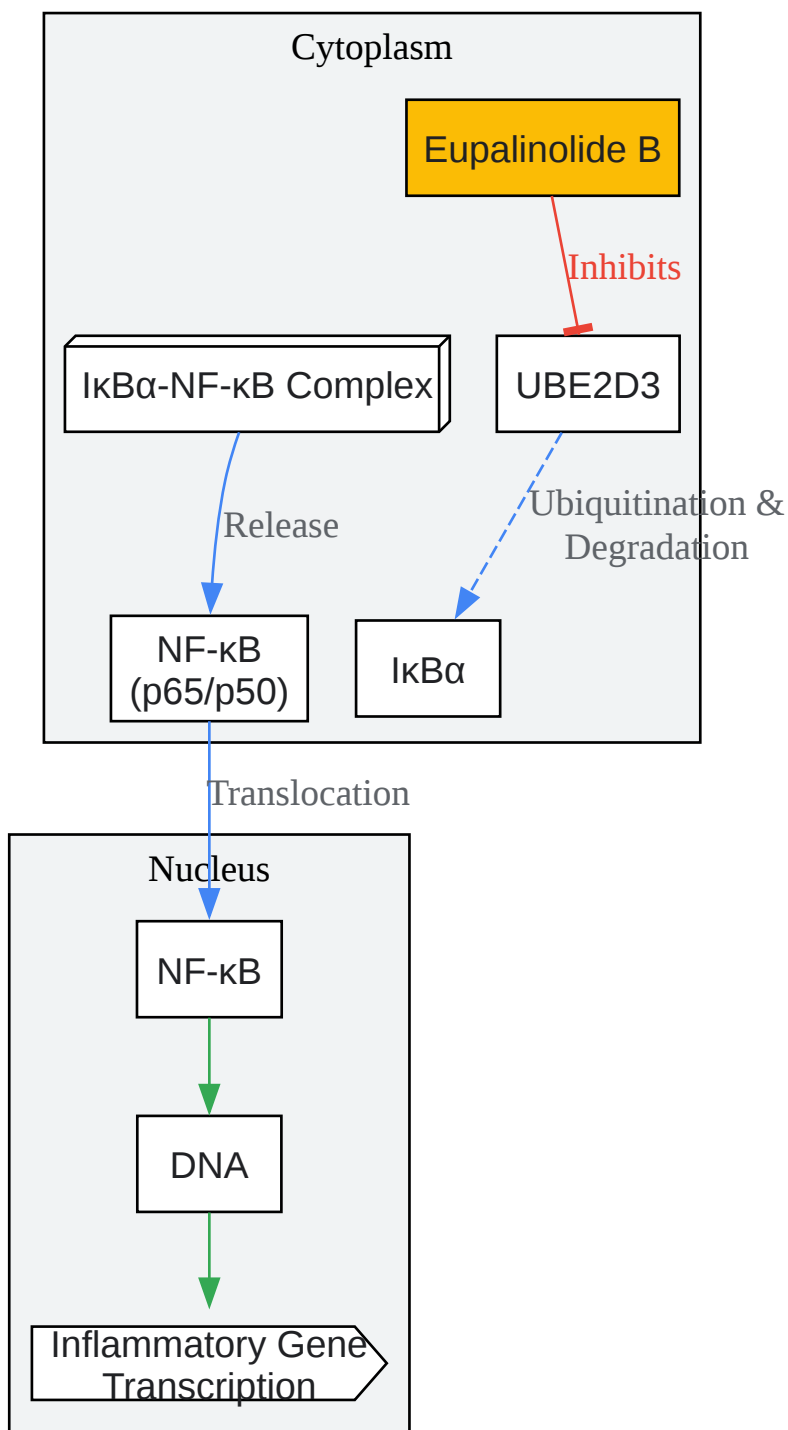 Cytoplasm
Eupalinolide B
Inhibits
IκBα-NF-κB Complex
UBE2D3
Ubiquitination &
Degradation
Release
NF-κB
(p65/p50)
IκBα
Translocation
Nucleus
NF-κB
DNA
Inflammatory Gene
Transcription